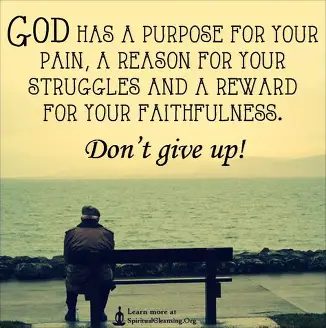 GOD HAS A PURPOSE FOR YOUR
PAIN, A REASON FOR YOUR
STRUGGLES AND A REWARD
FOR YOUR FAITHFULNESS.
Don't give up!
Learn more at
SpiritualCleansing.Org